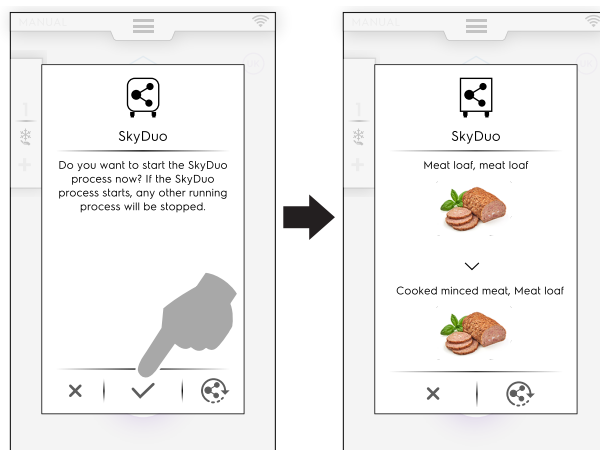 MANUAL
SkyDuo
Do you want to start the SkyDuo
process now? If the SkyDuo
process starts, any other running
process will be stopped.
MANUAL
SkyDuo
Meat loaf, meat loaf
Cooked minced meat, Meat loaf